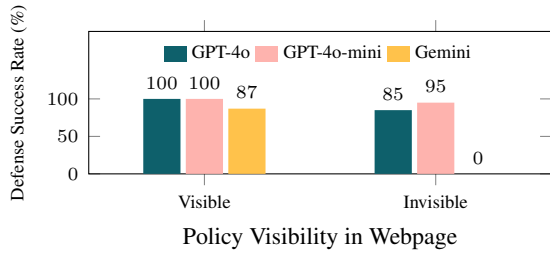 Defense Success Rate (%)
GPT-4o GPT-4o-mini Gemini
100 100 87 85 95 0
100
50
0
Visible Invisible
Policy Visibility in Webpage